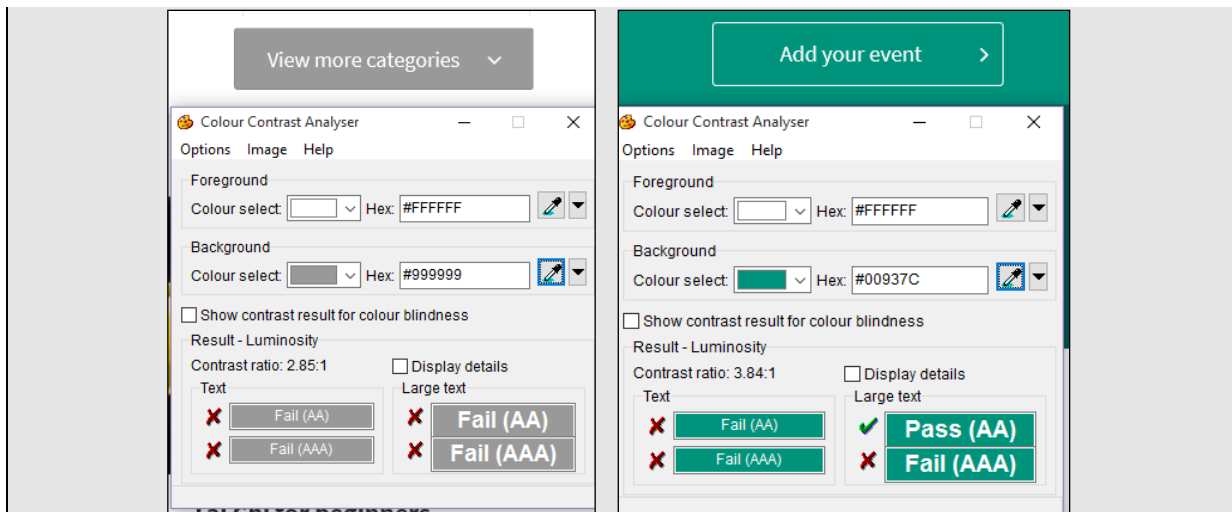 View more categories
Colour Contrast Analyser
Options Image Help
Foreground
Colour select: Hex: #FFFFFF
Background
Colour select: Hex: #999999
Show contrast result for colour blindness
Result - Luminosity
Contrast ratio: 2.85:1 Display details
Text Large text
Fail (AA) Fail (AA)
Fail (AAA) Fail (AAA)
Add your event
Colour Contrast Analyser
Options Image Help
Foreground
Colour select: Hex: #FFFFFF
Background
Colour select: Hex: #00937C
Show contrast result for colour blindness
Result - Luminosity
Contrast ratio: 3.84:1 Display details
Text Large text
Fail (AA) Pass (AA)
Fail (AAA) Fail (AAA)